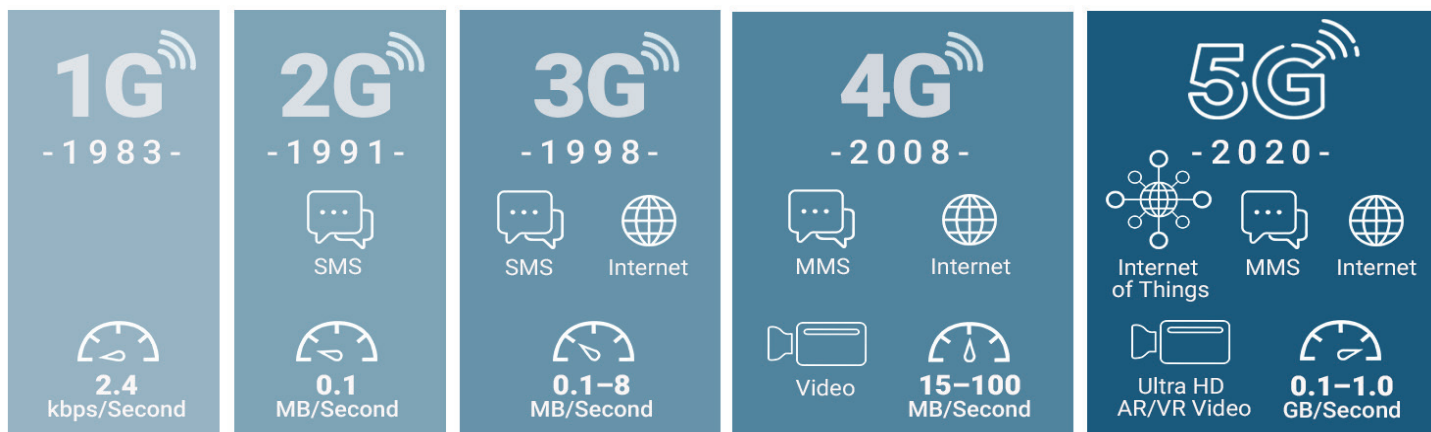 1G
-1983-
2.4
kbps/Second
2G
-1991-
SMS
0.1
MB/Second
3G
-1998-
SMS
Internet
0.1–8
MB/Second
4G
-2008-
MMS
Internet
Video
15–100
MB/Second
5G
-2020-
Internet
of Things
MMS
Internet
Ultra HD
AR/VR Video
0.1–1.0
GB/Second